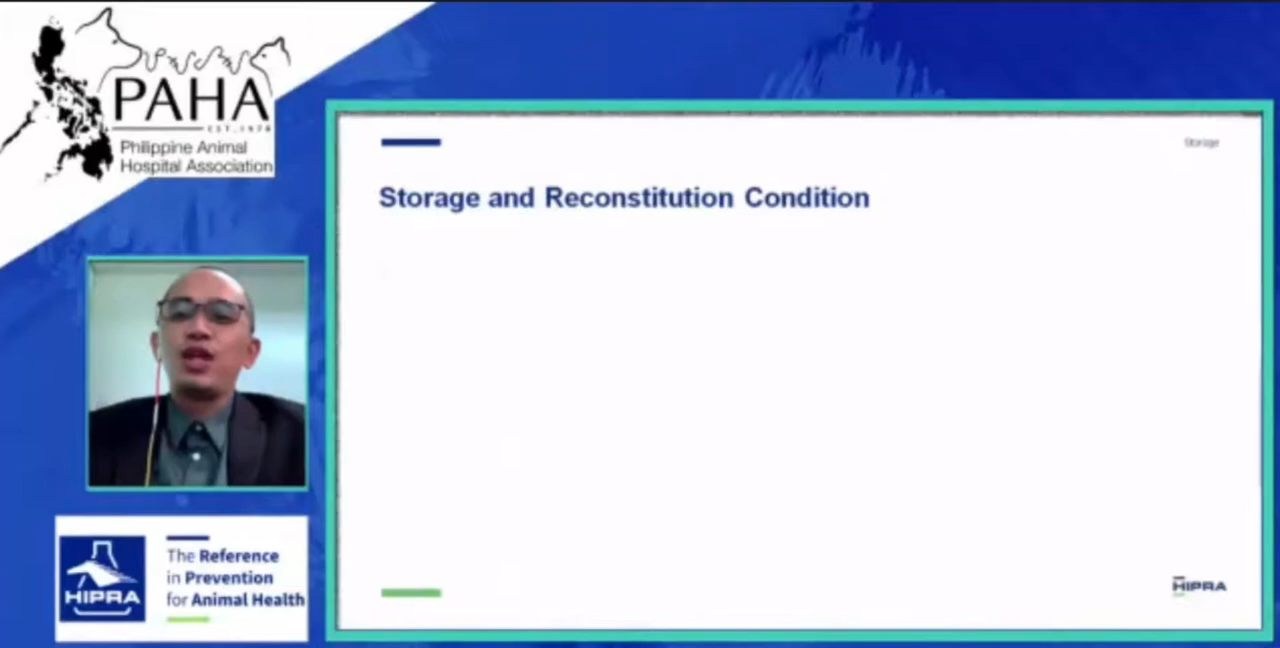 PAHA
EST. 1978
Philippine Animal
Hospital Association
Storage
Storage and Reconstitution Condition
HIPRA
The Reference
in Prevention
for Animal Health
HIPRA